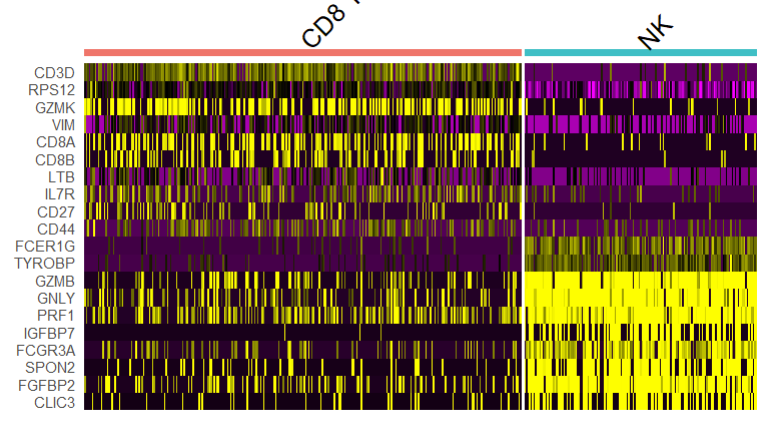 CD8 T
NK
CD3D
RPS12
GZMK
VIM
CD8A
CD8B
LTB
IL7R
CD27
CD44
FCER1G
TYROBP
GZMB
GNLY
PRF1
IGFBP7
FCGR3A
SPON2
FGFBP2
CLIC3